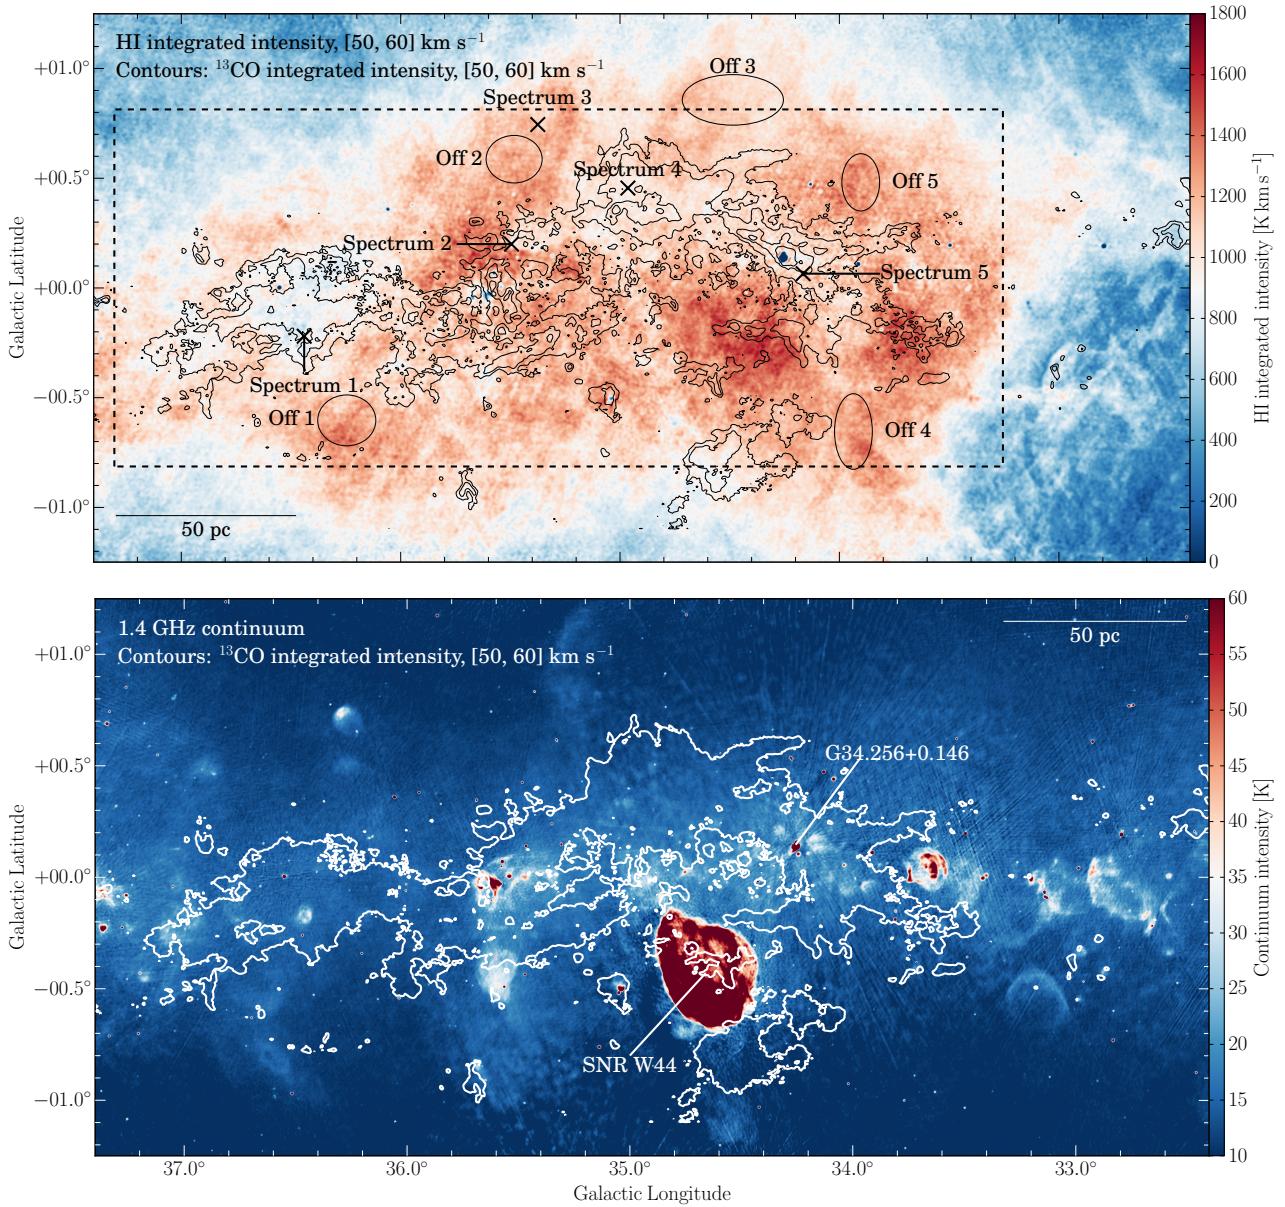 HI integrated intensity, [50, 60] km s⁻¹
Contours: ¹³CO integrated intensity, [50, 60] km s⁻¹
Off 3
Spectrum 3
Off 2
Spectrum 4
Off 5
Spectrum 2
Spectrum 5
Spectrum 1
Off 1
Off 4
50 pc
+01.0°
+00.5°
+00.0°
−00.5°
−01.0°
Galactic Latitude
1800
1600
1400
1200
1000
800
600
400
200
0
HI integrated intensity [K km s⁻¹]
1.4 GHz continuum
Contours: ¹³CO integrated intensity, [50, 60] km s⁻¹
50 pc
G34.256+0.146
SNR W44
+01.0°
+00.5°
+00.0°
−00.5°
−01.0°
Galactic Latitude
37.0°
36.0°
35.0°
34.0°
33.0°
Galactic Longitude
60
55
50
45
40
35
30
25
20
15
10
Continuum intensity [K]